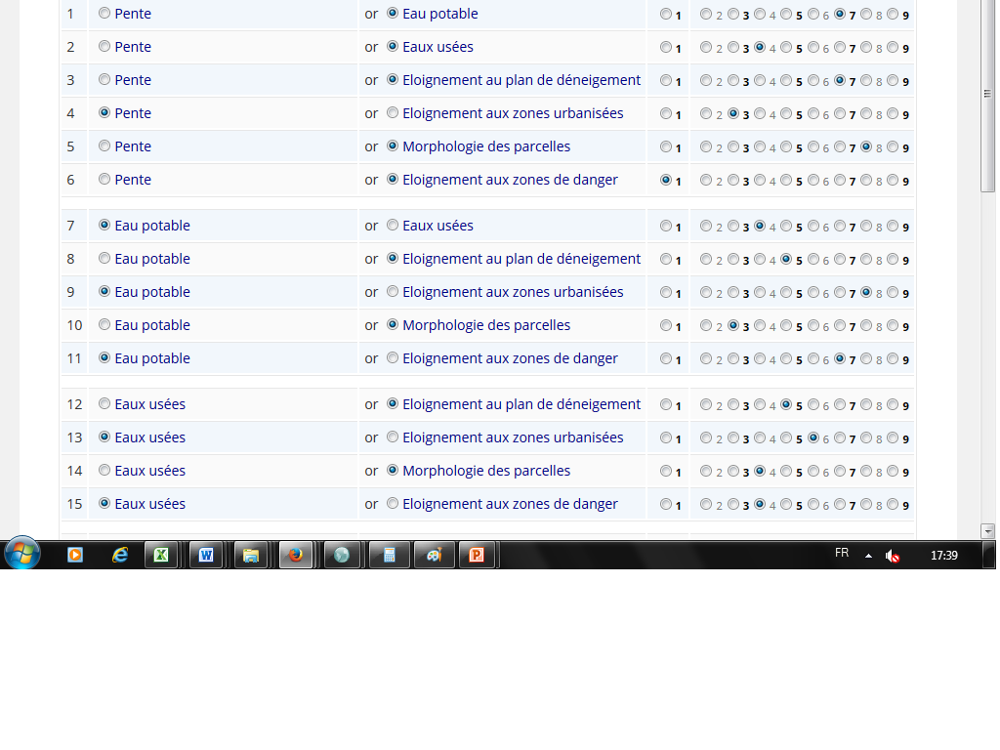 1 Pente or Eau potable 1 2 3 4 5 6 7 8 9
2 Pente or Eaux usées 1 2 3 4 5 6 7 8 9
3 Pente or Eloignement au plan de déneigement 1 2 3 4 5 6 7 8 9
4 Pente or Eloignement aux zones urbanisées 1 2 3 4 5 6 7 8 9
5 Pente or Morphologie des parcelles 1 2 3 4 5 6 7 8 9
6 Pente or Eloignement aux zones de danger 1 2 3 4 5 6 7 8 9
7 Eau potable or Eaux usées 1 2 3 4 5 6 7 8 9
8 Eau potable or Eloignement au plan de déneigement 1 2 3 4 5 6 7 8 9
9 Eau potable or Eloignement aux zones urbanisées 1 2 3 4 5 6 7 8 9
10 Eau potable or Morphologie des parcelles 1 2 3 4 5 6 7 8 9
11 Eau potable or Eloignement aux zones de danger 1 2 3 4 5 6 7 8 9
12 Eaux usées or Eloignement au plan de déneigement 1 2 3 4 5 6 7 8 9
13 Eaux usées or Eloignement aux zones urbanisées 1 2 3 4 5 6 7 8 9
14 Eaux usées or Morphologie des parcelles 1 2 3 4 5 6 7 8 9
15 Eaux usées or Eloignement aux zones de danger 1 2 3 4 5 6 7 8 9
FR 17:39